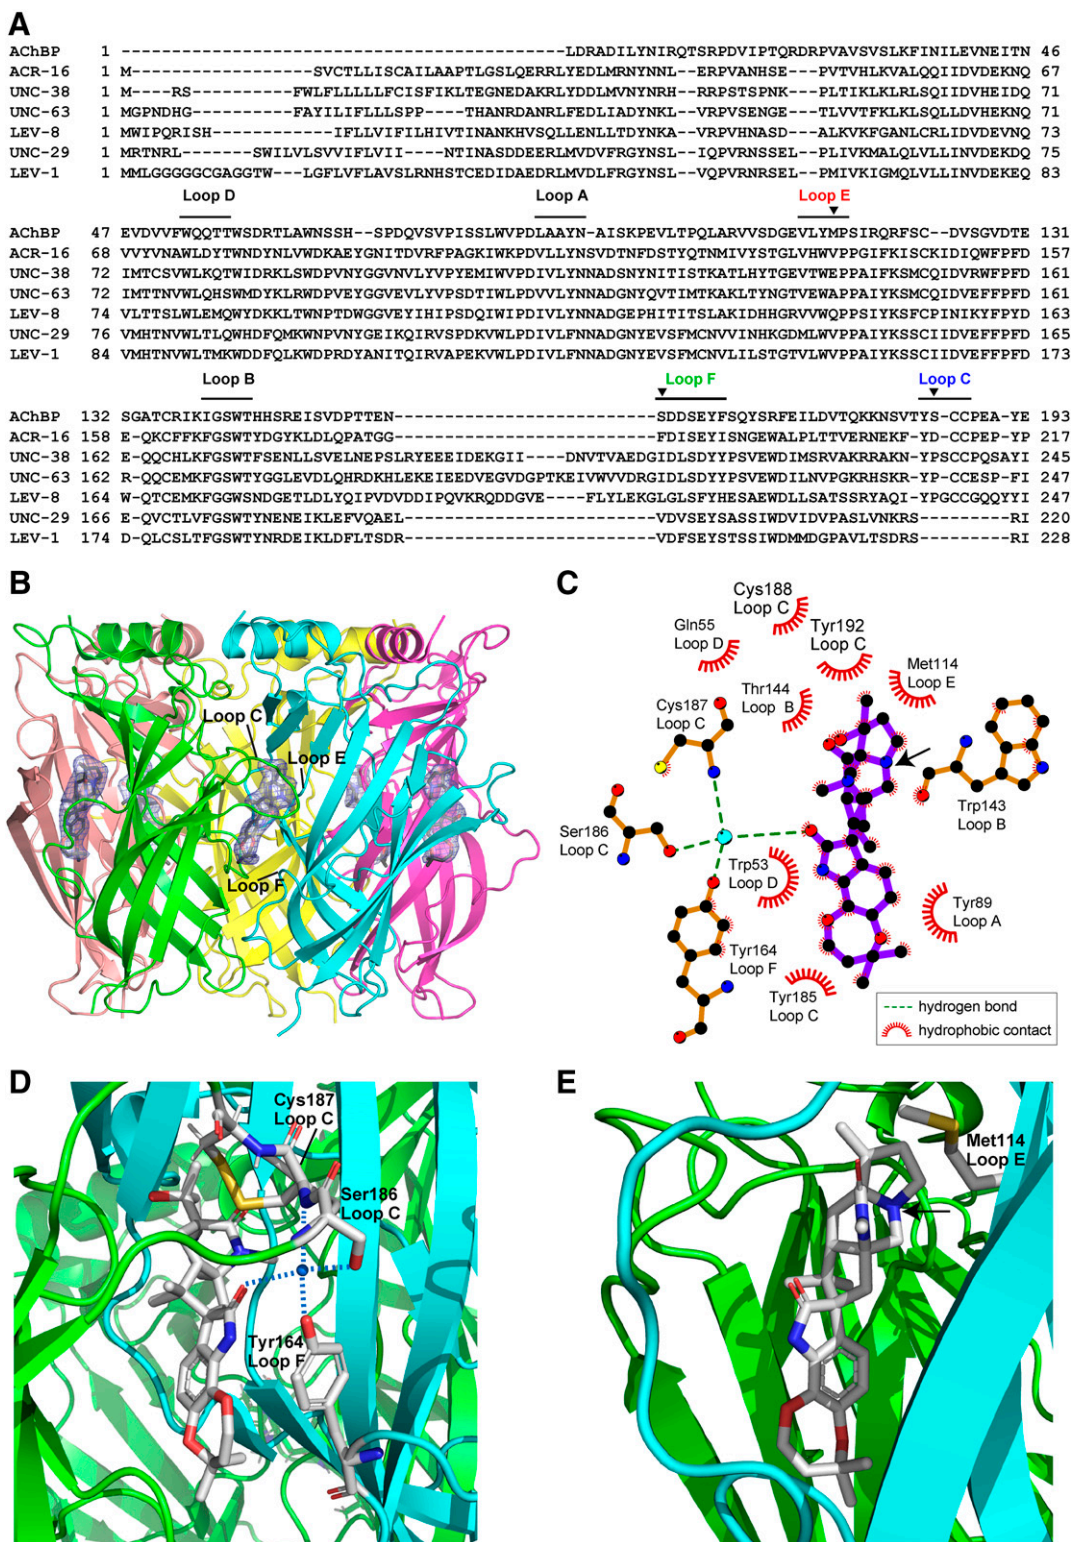 A
AChBP 1 -----------------------------------LDRADILYNIRQTSRPDVIPTQRDRPVAVSVSLKFINILEVNEITN 46
ACR-16 1 M---------------SVCTLLISCAILAAPTLGSLQERRLYEDLMRNYNNL--ERPVANHSE---PVTVHLKVALQQIIDVDEKNQ 67
UNC-38 1 M---RS--------FWLFLLLLLFCISFIKLTEGNEDAKRLYDDLMVNYNRH--RRPSTSPNK---PLTIKLKLRLSQIIDVHEIDQ 71
UNC-63 1 MGPNDHG------FAYILIFLLLSPP---THANRDANRLFEDLIADYNKL--VRPVSENGE---TLVVTFKLKLSQLLDVHEKNQ 71
LEV-8 1 MWIPQRISH----------IFLLVIFILHIVTINANKHVSQLLENLLTDYNKA--VRPVHNASD---ALKVKFGANLCRLIDVDEVNQ 73
UNC-29 1 MRTNRL------SWILVLSVVIFLVII----NTINASDDEERLMVDVFRGYNSL--IQPVRNSSEL--PLIVKMALQLVLLINVDEKDQ 75
LEV-1 1 MMLGGGGGCGAGGTW---LGFLVFLAVSLRNHSTCEDIDAEDRLMVDLFRGYNSL--VQPVRNRSEL--PMIVKIGMQLVLLINVDEKEQ 83
Loop D Loop A Loop E
AChBP 47 EVDVVFWQQTTWSDRTLAWNSSH--SPDQVSVPISSLWVPDLAAYN-AISKPEVLTPQLARVVSDGEVLYMPSIRQRFSC--DVSGVDTE 131
ACR-16 68 VVYVNAWLDYTWNDYNLVWDKAEYGNITDVRFPAGKIWKPDVLLYNSVDTNFDSTYQTNMIVYSTGLVHWVPPGIFKISCKIDIQWFPFD 157
UNC-38 72 IMTCSVWLKQTWIDRKLSWDPVNYGGVNVLYVPYEMIWVPDIVLYNNADSNYNITISTKATLHYTGEVTWEPPAIFKSMCQIDVRWFPFD 161
UNC-63 72 IMTTNVWLQHSWMDYKLRWDPVEYGGVEVLYVPSDTIWLPDVVLYNNADGNYQVTIMTKAKLTYNGTVEWAPPAIYKSMCQIDVEFFPFD 161
LEV-8 74 VLTTSLWLEMQWYDKKLTWNPTDWGGVEYIHIPSDQIWIPDIVLYNNADGEPHITITSLAKIDHHGRVVWQPPSIYKSFCPINIKYFPYD 163
UNC-29 76 VMHTNVWLTLQWHDFQMKWNPVNYGEIKQIRVSPDKVWLPDIVLFNNADGNYEVSFMCNVVINHKGDMLWVPPAIYKSSCIIDVEFFPFD 165
LEV-1 84 VMHTNVWLTMKWDDFQLKWDPRDYANITQIRVAPEKVWLPDIVLFNNADGNYEVSFMCNVLILSTGTVLWVPPAIYKSSCIIDVEFFPFD 173
Loop B Loop F Loop C
AChBP 132 SGATCRIKIGSWTHHSREISVDPTTEN--------------------------SDDSEYFSQYSRFEILDVTQKKNSVTYS-CCPEA-YE 193
ACR-16 158 E-QKCFFKFGSWTYDGYKLDLQPATGG--------------------------FDISEYISNGEWALPLTTVERNEKF-YD-CCPEP-YP 217
UNC-38 162 E-QQCHLKFGSWTFSENLLSVELNEPSLRYEEEIDEKGII----DNVTVAEDGIDLSDYYPSVEWDIMSRVAKRRAKN-YPSCCPQSAYI 245
UNC-63 162 RQQCEMKFGSWTYGGLEVDLQHRDKHLEKEIEEDVEGVDGPTKEIVWVVDRGIDLSDYYPSVEWDILNVPGKRHSKR-YP-CCESP-FI 247
LEV-8 164 W-QTCEMKFGGWSNDGETLDLYQIPVDVDDIPQVKRQDDGVE----FLYLEKGLGLSFYHESAEWDLLSATSSRYAQI-YPGCCGQQYYI 247
UNC-29 166 E-QVCTLVFGSWTYNENEIKLEFVQAEL-------------------------VDVSEYSASSIWDVIDVPASLVNKRS---------RI 220
LEV-1 174 D-QLCSLTFGSWTYNRDEIKLDFLTSDR-------------------------VDFSEYSTSSIWDMMDGPAVLTSDRS---------RI 228
B
Loop C
Loop E
Loop F
C
Cys188
Loop C
Gln55
Loop D
Tyr192
Loop C
Met114
Loop E
Thr144
Loop B
Cys187
Loop C
Trp143
Loop B
Ser186
Loop C
Trp53
Loop D
Tyr89
Loop A
Tyr164
Loop F
Tyr185
Loop C
hydrogen bond
hydrophobic contact
D
Cys187
Loop C
Ser186
Loop C
Tyr164
Loop F
E
Met114
Loop E